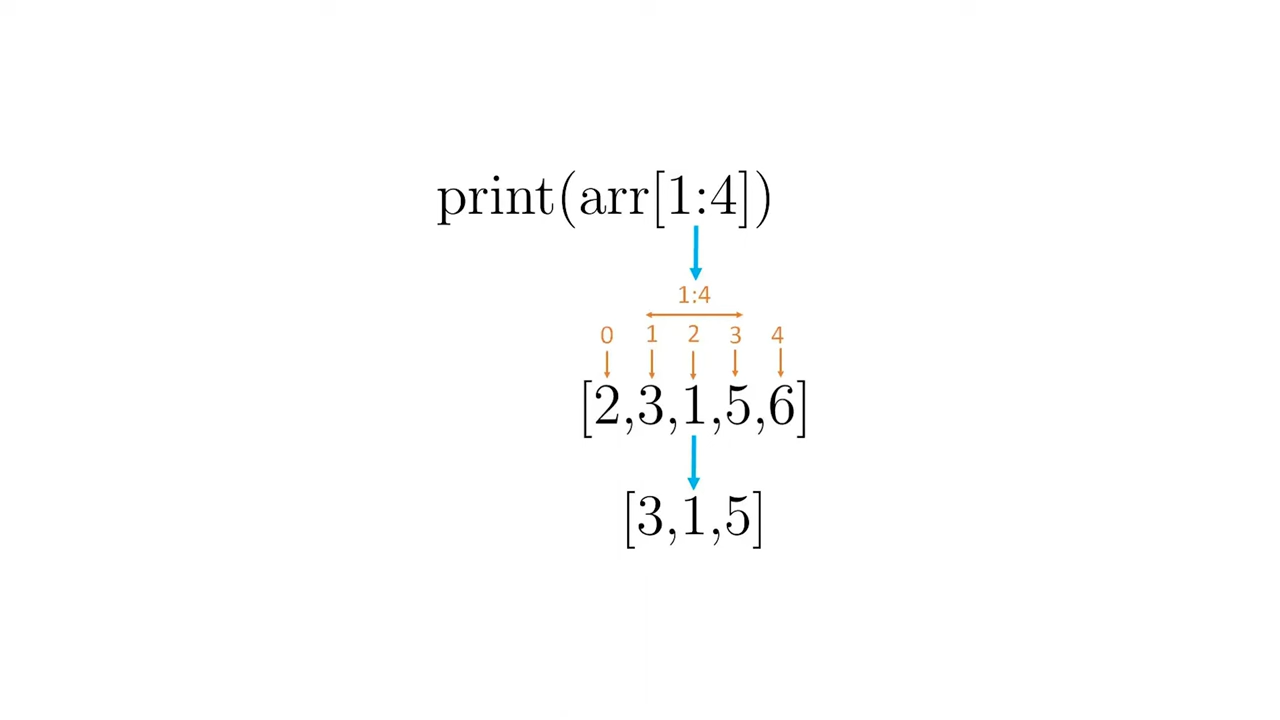 print(arr[1:4])
1:4
0 1 2 3 4
[2,3,1,5,6]
[3,1,5]